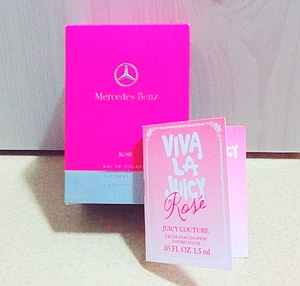 Mercedes-Benz
ROSE
EAU DE TOILETTE
VIVA
LA
JUICY
Rosé
JUICY COUTURE
EAU DE PARFUM SPRAY
VAPORISATEUR
.05 FL OZ 1.5 ml